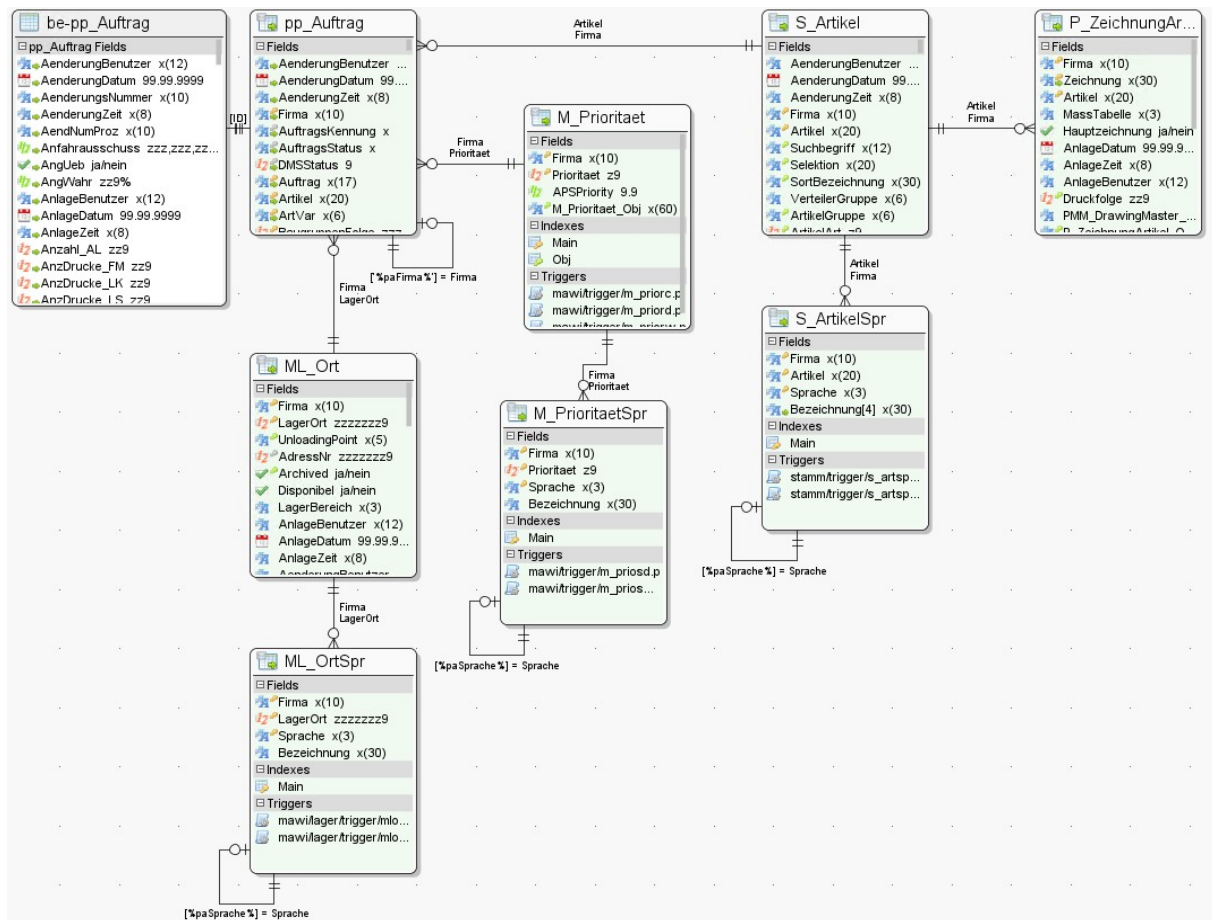 be-pp_Auftrag
pp_Auftrag Fields
AenderungBenutzer x(12)
AenderungDatum 99.99.9999
AenderungsNummer x(10)
AenderungZeit x(8)
AendNumProz x(10)
Anfahrausschuss zzz,zzz,zz...
AngUeb ja/nein
AngWahr zz9%
AnlageBenutzer x(12)
AnlageDatum 99.99.9999
AnlageZeit x(8)
Anzahl_AL zz9
AnzDrucke_FM zz9
AnzDrucke_LK zz9
AnzDrucke_LS zz9
[ID]
pp_Auftrag
Fields
AenderungBenutzer ...
AenderungDatum 99....
AenderungZeit x(8)
Firma x(10)
AuftragsKennung x
AuftragsStatus x
DMSStatus 9
Auftrag x(17)
Artikel x(20)
ArtVar x(6)
BaugruppenFolge zzz...
Artikel
Firma
Firma
Prioritaet
['%paFirma%'] = Firma
Firma
LagerOrt
M_Prioritaet
Fields
Firma x(10)
Prioritaet z9
APSPriority 9.9
M_Prioritaet_Obj x(60)
Indexes
Main
Obj
Triggers
mawi/trigger/m_priorc.p
mawi/trigger/m_priord.p
mawi/trigger/m_priorw.p
Firma
Prioritaet
S_Artikel
Fields
AenderungBenutzer ...
AenderungDatum 99....
AenderungZeit x(8)
Firma x(10)
Artikel x(20)
Suchbegriff x(12)
Selektion x(20)
SortBezeichnung x(30)
VerteilerGruppe x(6)
ArtikelGruppe x(6)
ArtikelArt z9
Artikel
Firma
P_ZeichnungAr...
Fields
Firma x(10)
Zeichnung x(30)
Artikel x(20)
MassTabelle x(3)
Hauptzeichnung ja/nein
AnlageDatum 99.99.9...
AnlageZeit x(8)
AnlageBenutzer x(12)
Druckfolge zz9
PMM_DrawingMaster_...
P_ZeichnungArtikel_O...
Artikel
Firma
S_ArtikelSpr
Fields
Firma x(10)
Artikel x(20)
Sprache x(3)
Bezeichnung[4] x(30)
Indexes
Main
Triggers
stamm/trigger/s_artsp...
stamm/trigger/s_artsp...
['%paSprache%'] = Sprache
ML_Ort
Fields
Firma x(10)
LagerOrt zzzzzzz9
UnloadingPoint x(5)
AdressNr zzzzzzz9
Archived ja/nein
Disponibel ja/nein
LagerBereich x(3)
AnlageBenutzer x(12)
AnlageDatum 99.99.9...
AnlageZeit x(8)
AenderungBenutzer
Firma
LagerOrt
M_PrioritaetSpr
Fields
Firma x(10)
Prioritaet z9
Sprache x(3)
Bezeichnung x(30)
Indexes
Main
Triggers
mawi/trigger/m_priosd.p
mawi/trigger/m_prios...
['%paSprache%'] = Sprache
ML_OrtSpr
Fields
Firma x(10)
LagerOrt zzzzzzz9
Sprache x(3)
Bezeichnung x(30)
Indexes
Main
Triggers
mawi/lager/trigger/mlo...
mawi/lager/trigger/mlo...
['%paSprache%'] = Sprache